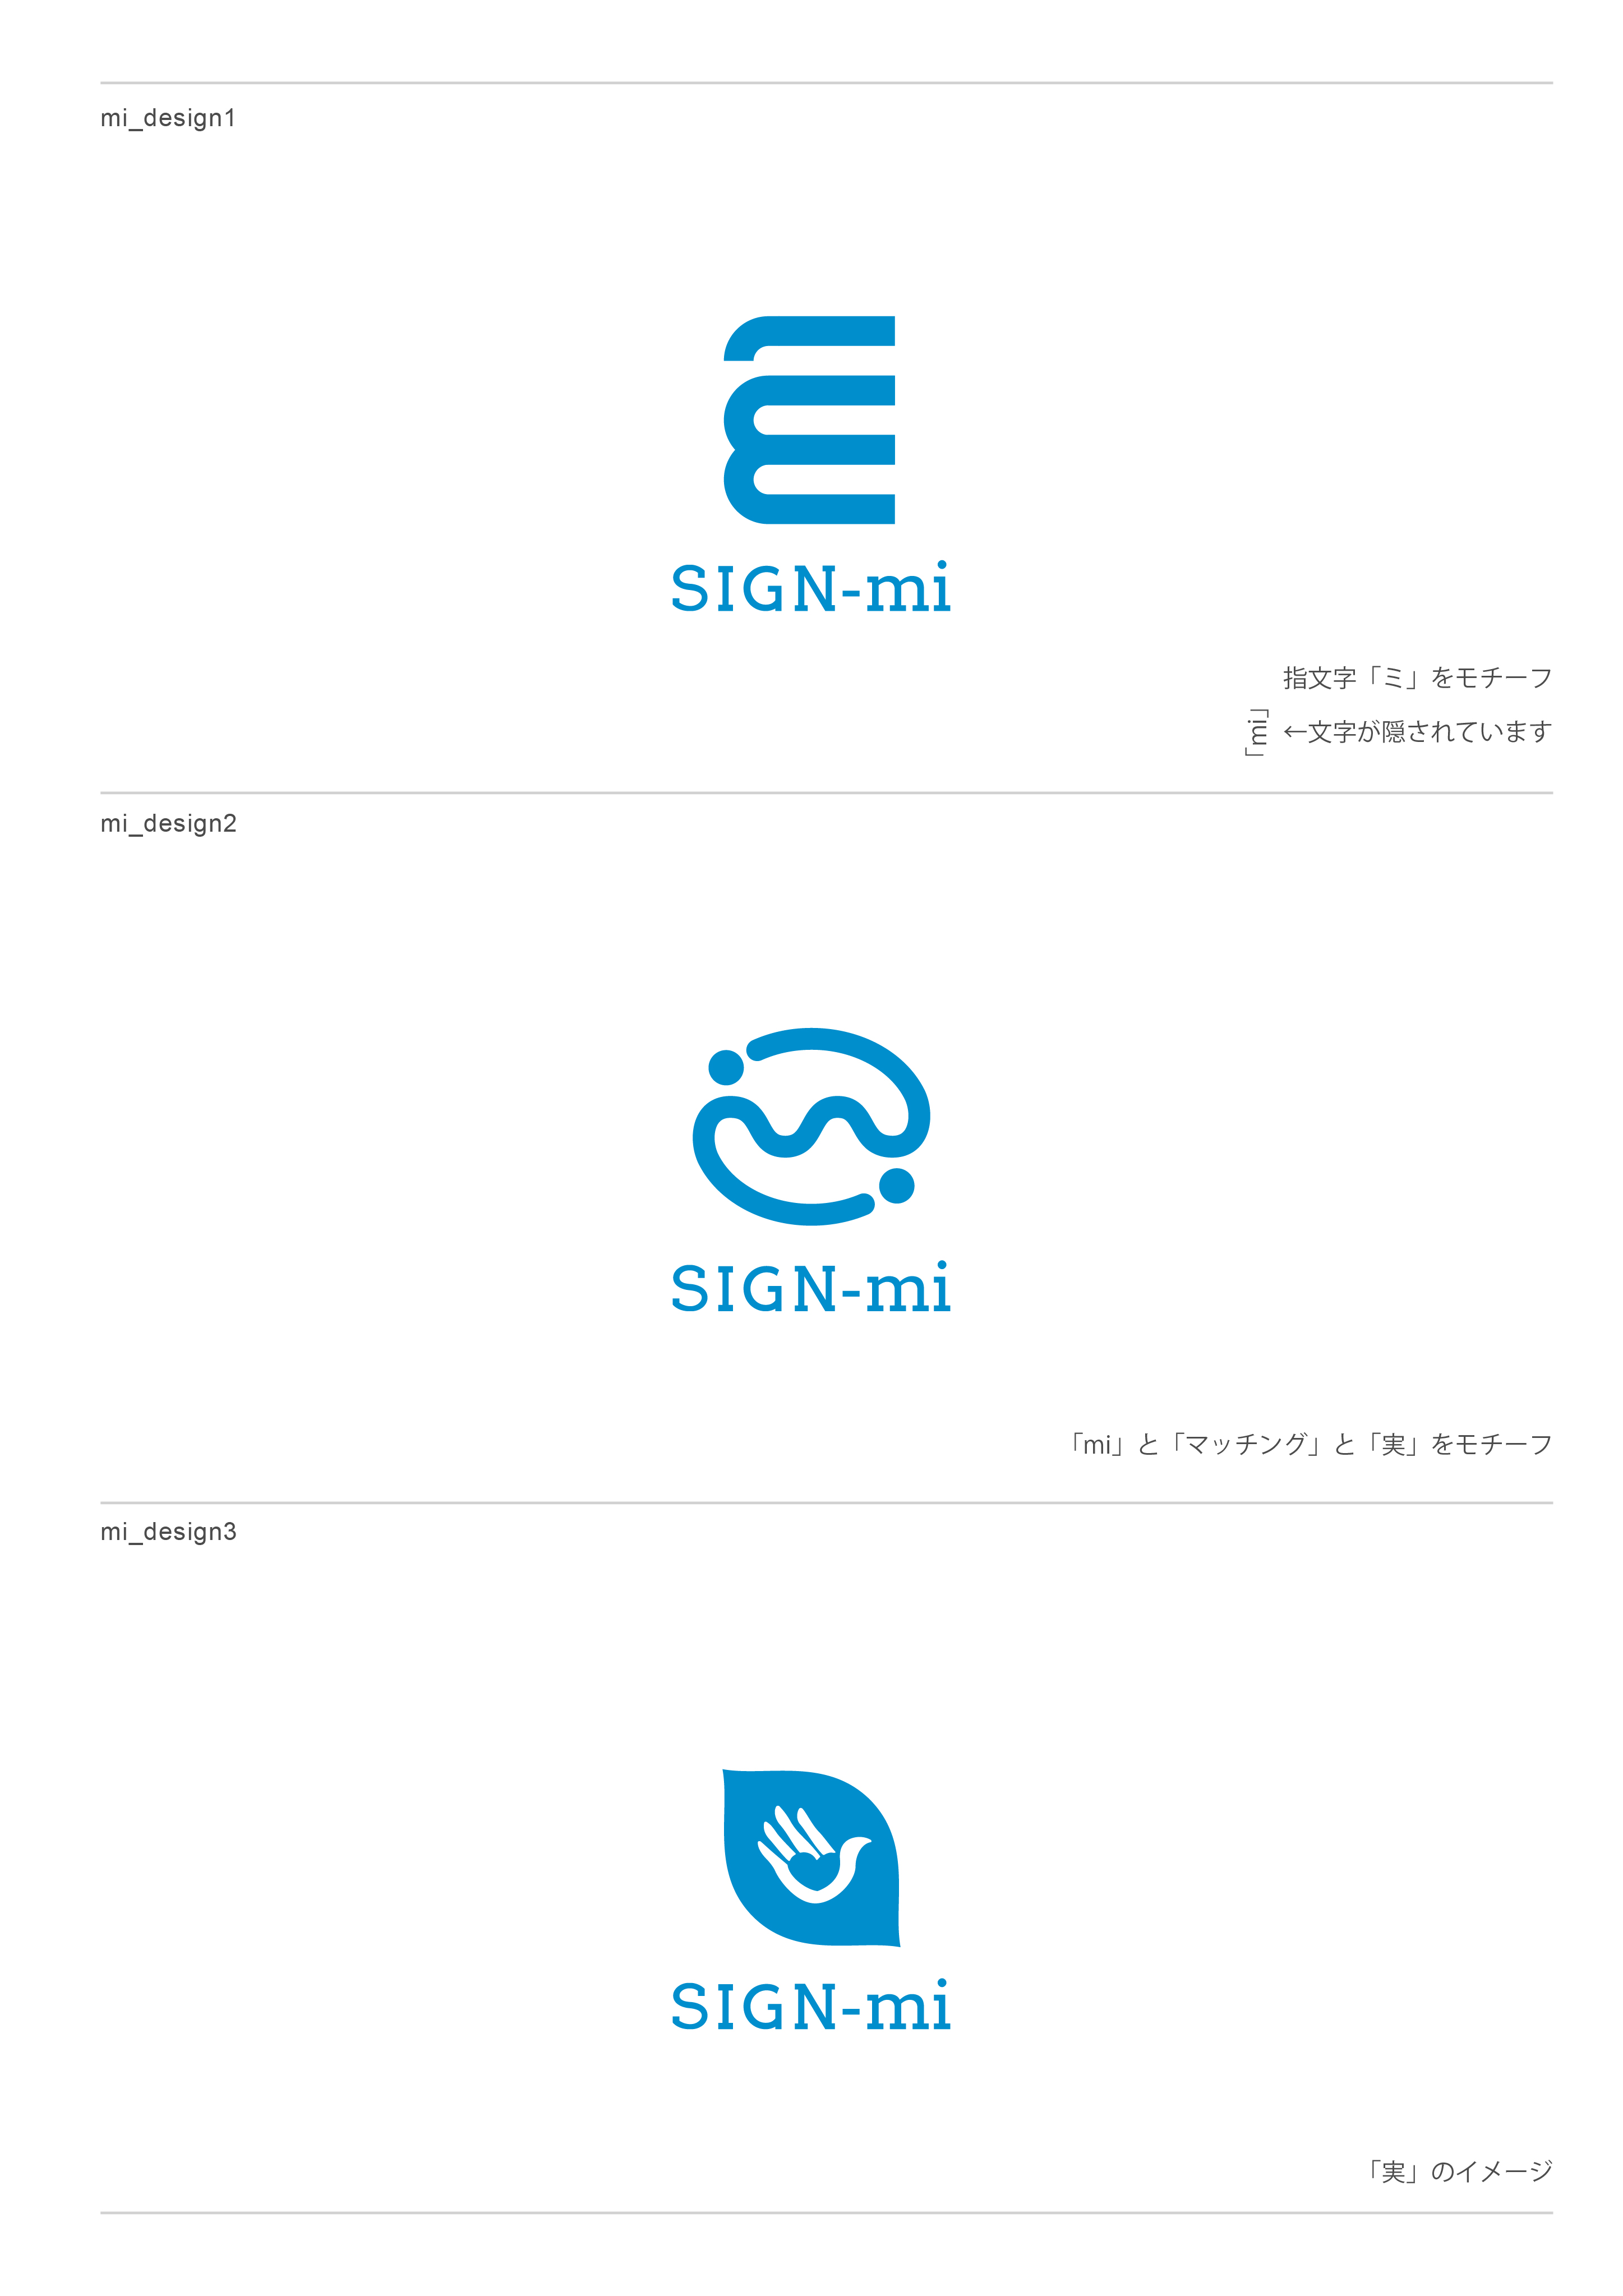 mi_design1
SIGN-mi
指文字「ミ」をモチーフ
「mi」←文字が隠されています
mi_design2
SIGN-mi
「mi」と「マッチング」と「実」をモチーフ
mi_design3
SIGN-mi
「実」のイメージ